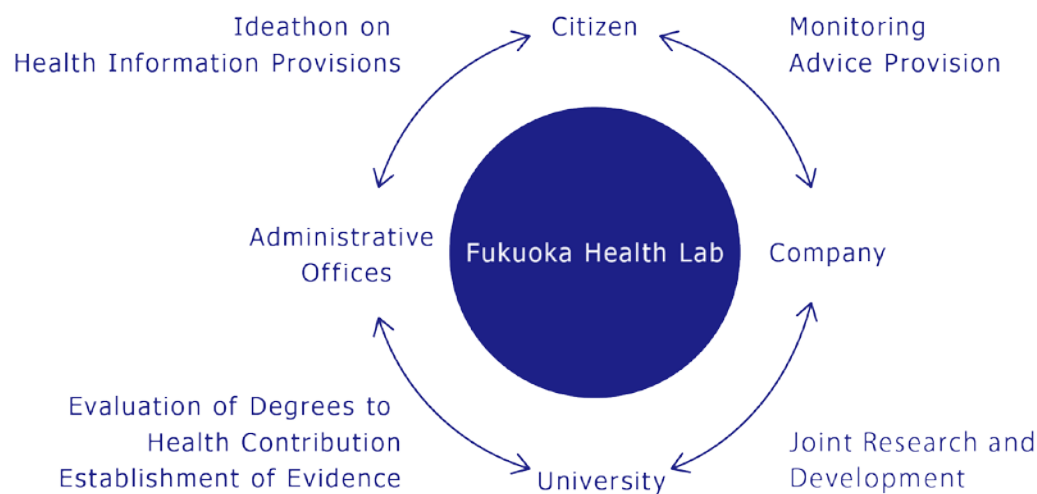 Ideathon on
Health Information Provisions
Citizen
Monitoring
Advice Provision
Administrative
Offices
Fukuoka Health Lab
Company
Evaluation of Degrees to
Health Contribution
Establishment of Evidence
University
Joint Research and
Development